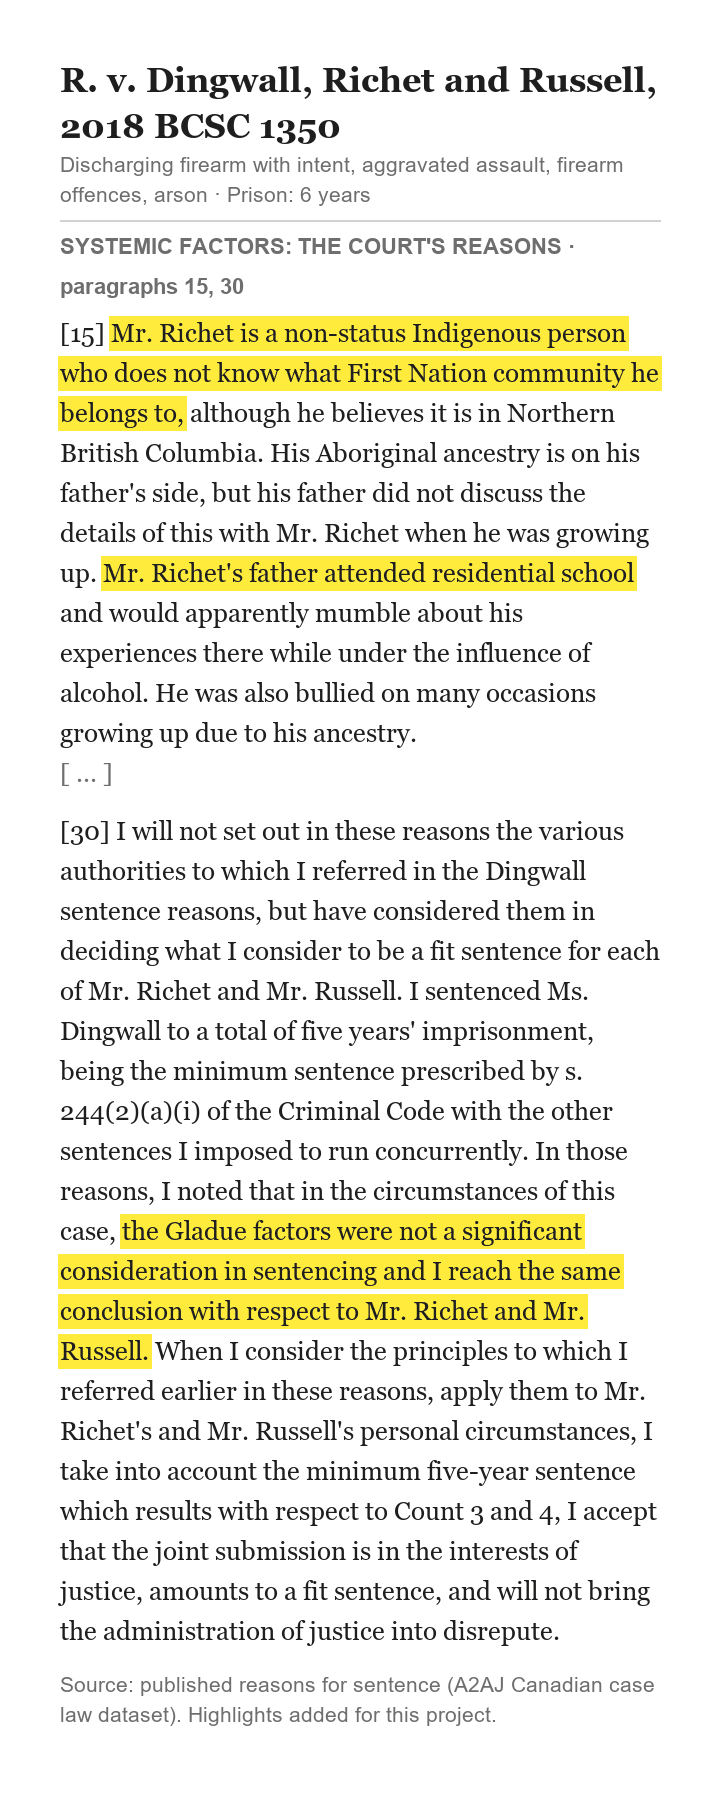 R. v. Dingwall, Richet and Russell,
2018 BCSC 1350
Discharging firearm with intent, aggravated assault, firearm
offences, arson · Prison: 6 years
SYSTEMIC FACTORS: THE COURT'S REASONS ·
paragraphs 15, 30
[15] Mr. Richet is a non-status Indigenous person
who does not know what First Nation community he
belongs to, although he believes it is in Northern
British Columbia. His Aboriginal ancestry is on his
father's side, but his father did not discuss the
details of this with Mr. Richet when he was growing
up. Mr. Richet's father attended residential school
and would apparently mumble about his
experiences there while under the influence of
alcohol. He was also bullied on many occasions
growing up due to his ancestry.
[ ... ]
[30] I will not set out in these reasons the various
authorities to which I referred in the Dingwall
sentence reasons, but have considered them in
deciding what I consider to be a fit sentence for each
of Mr. Richet and Mr. Russell. I sentenced Ms.
Dingwall to a total of five years' imprisonment,
being the minimum sentence prescribed by s.
244(2)(a)(i) of the Criminal Code with the other
sentences I imposed to run concurrently. In those
reasons, I noted that in the circumstances of this
case, the Gladue factors were not a significant
consideration in sentencing and I reach the same
conclusion with respect to Mr. Richet and Mr.
Russell. When I consider the principles to which I
referred earlier in these reasons, apply them to Mr.
Richet's and Mr. Russell's personal circumstances, I
take into account the minimum five-year sentence
which results with respect to Count 3 and 4, I accept
that the joint submission is in the interests of
justice, amounts to a fit sentence, and will not bring
the administration of justice into disrepute.
Source: published reasons for sentence (A2AJ Canadian case
law dataset). Highlights added for this project.